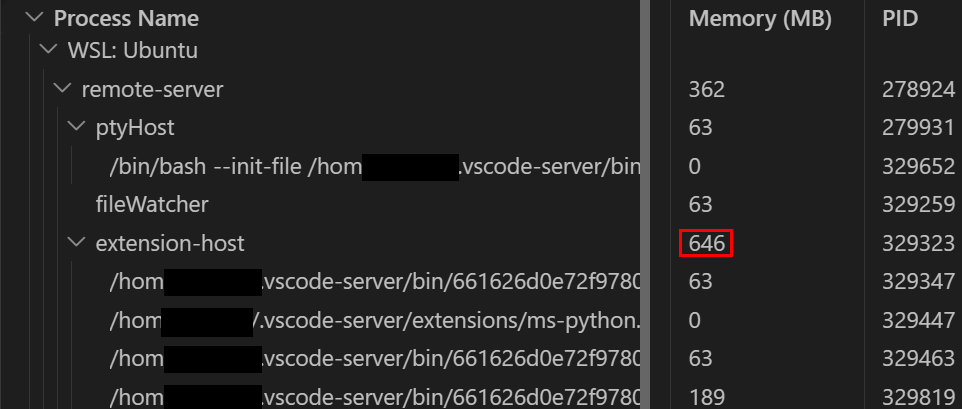 Process Name Memory (MB) PID
WSL: Ubuntu
remote-server 362 278924
ptyHost 63 279931
/bin/bash --init-file /hom .vscode-server/bin 0 329652
fileWatcher 63 329259
extension-host 646 329323
/hom .vscode-server/bin/661626d0e72f9780 63 329347
/hom /.vscode-server/extensions/ms-python. 0 329447
/hom .vscode-server/bin/661626d0e72f9780 63 329463
/hom .vscode-server/bin/661626d0e72f9780 189 329819